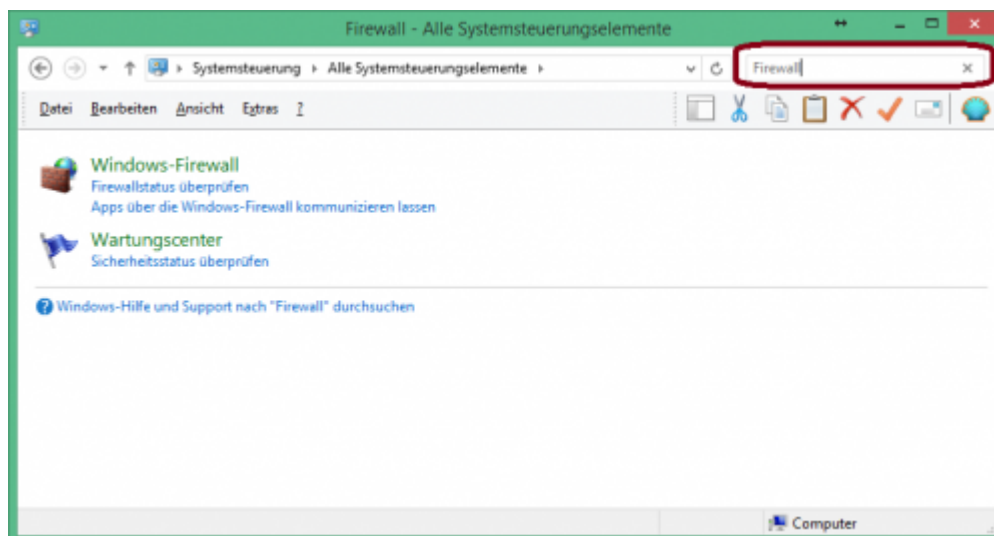 Firewall - Alle Systemsteuerungselemente
Systemsteuerung Alle Systemsteuerungselemente Firewall
Datei Bearbeiten Ansicht Extras ?
Windows-Firewall
Firewallstatus überprüfen
Apps über die Windows-Firewall kommunizieren lassen
Wartungscenter
Sicherheitsstatus überprüfen
Windows-Hilfe und Support nach "Firewall" durchsuchen
Computer